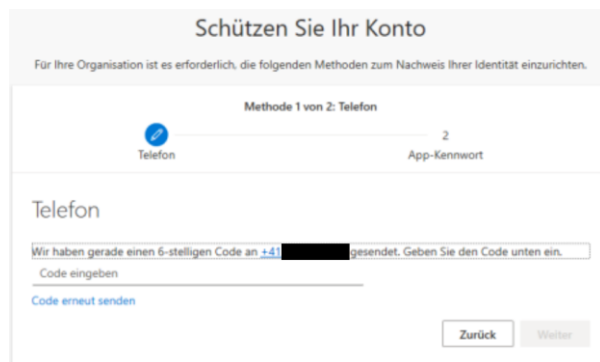 Schützen Sie Ihr Konto
Für Ihre Organisation ist es erforderlich, die folgenden Methoden zum Nachweis Ihrer Identität einzurichten.
Methode 1 von 2: Telefon
2
Telefon
App-Kennwort
Telefon
Wir haben gerade einen 6-stelligen Code an +41 gesendet. Geben Sie den Code unten ein.
Code eingeben
Code erneut senden
Zurück
Weiter